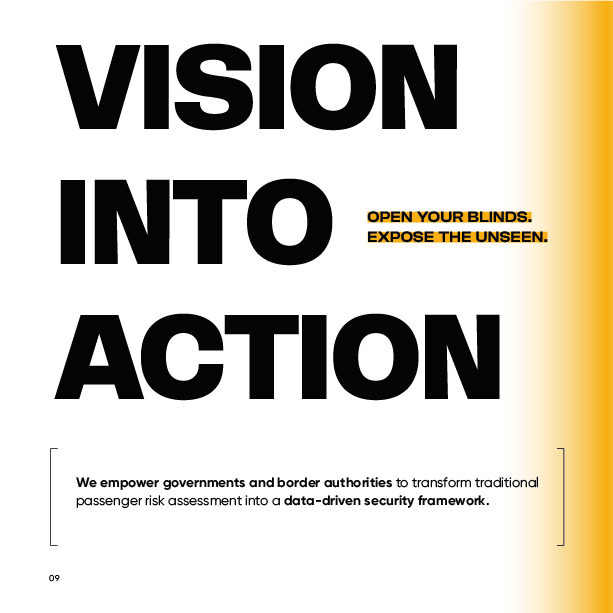 VISION
INTO
OPEN YOUR BLINDS.
EXPOSE THE UNSEEN.
ACTION
We empower governments and border authorities to transform traditional
passenger risk assessment into a data-driven security framework.
09